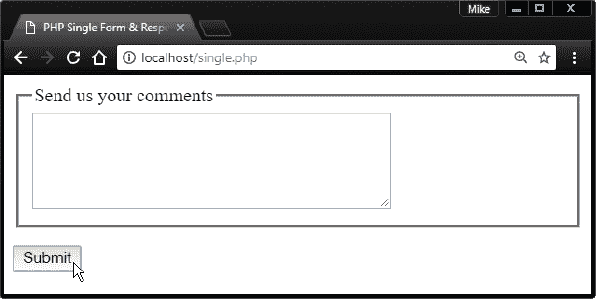 Mike
PHP Single Form & Resp
localhost/single.php
Send us your comments
Submit